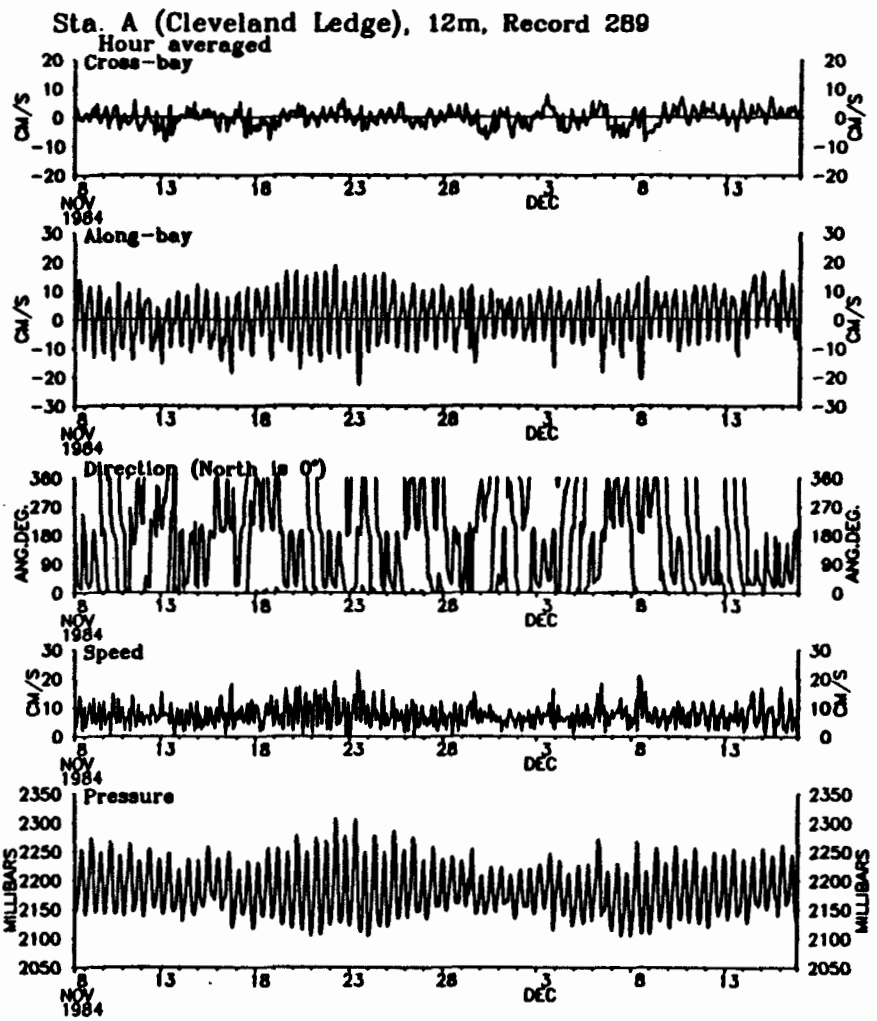 Sta. A (Cleveland Ledge), 12m, Record 289
Hour averaged
Cross-bay
20 20
10 10
0 0
-10 -10
-20 -20
CM/S CM/S
8 13 18 23 28 3 8 13
NOV DEC
1984
Along-bay
30 30
20 20
10 10
0 0
-10 -10
-20 -20
-30 -30
CM/S CM/S
8 13 18 23 28 3 8 13
NOV DEC
1984
Direction (North is 0°)
360 360
270 270
180 180
90 90
0 0
ANG.DEG. ANG.DEG.
8 13 18 23 28 3 8 13
NOV DEC
1984
Speed
30 30
20 20
10 10
0 0
CM/S CM/S
8 13 18 23 28 3 8 13
NOV DEC
1984
Pressure
2350 2350
2300 2300
2250 2250
2200 2200
2150 2150
2100 2100
2050 2050
MILLIBARS MILLIBARS
8 13 18 23 28 3 8 13
NOV DEC
1984